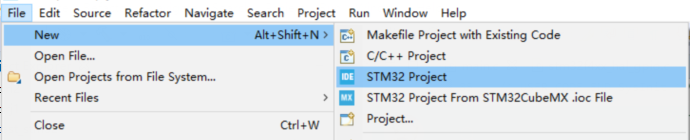 File Edit Source Refactor Navigate Search Project Run Window Help
New Alt+Shift+N >
Open File...
Open Projects from File System...
Recent Files >
Close Ctrl+W
Makefile Project with Existing Code
C/C++ Project
IDE STM32 Project
MX STM32 Project From STM32CubeMX .ioc File
Project...